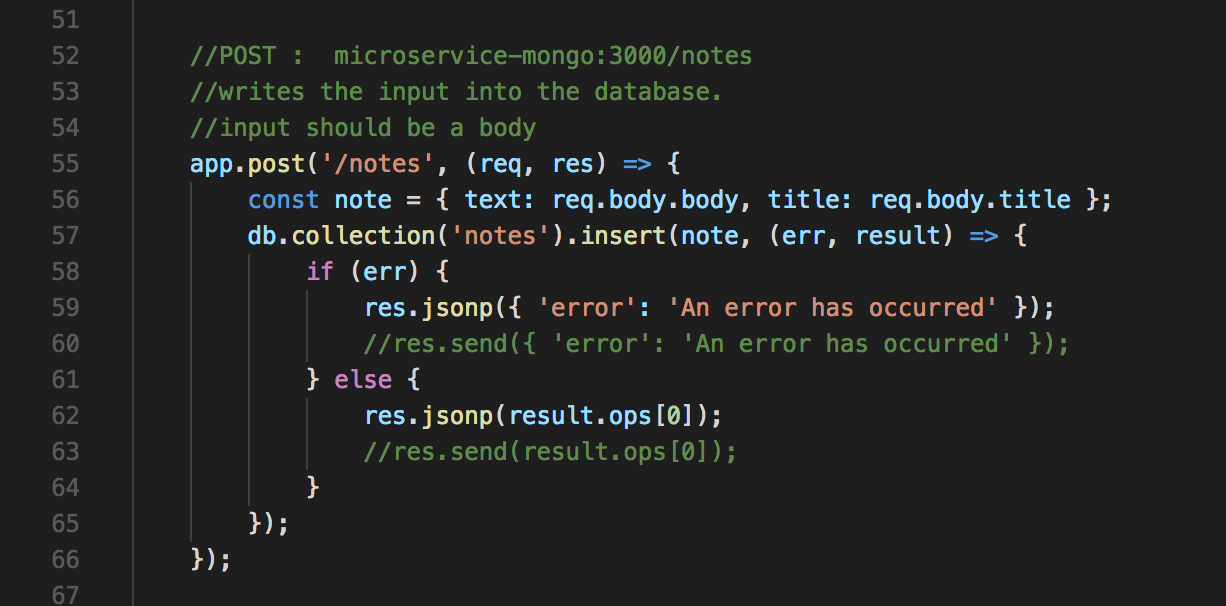 51
52 //POST :  microservice-mongo:3000/notes
53 //writes the input into the database.
54 //input should be a body
55 app.post('/notes', (req, res) => {
56     const note = { text: req.body.body, title: req.body.title };
57     db.collection('notes').insert(note, (err, result) => {
58         if (err) {
59             res.jsonp({ 'error': 'An error has occurred' });
60             //res.send({ 'error': 'An error has occurred' });
61         } else {
62             res.jsonp(result.ops[0]);
63             //res.send(result.ops[0]);
64         }
65     });
66 });
67